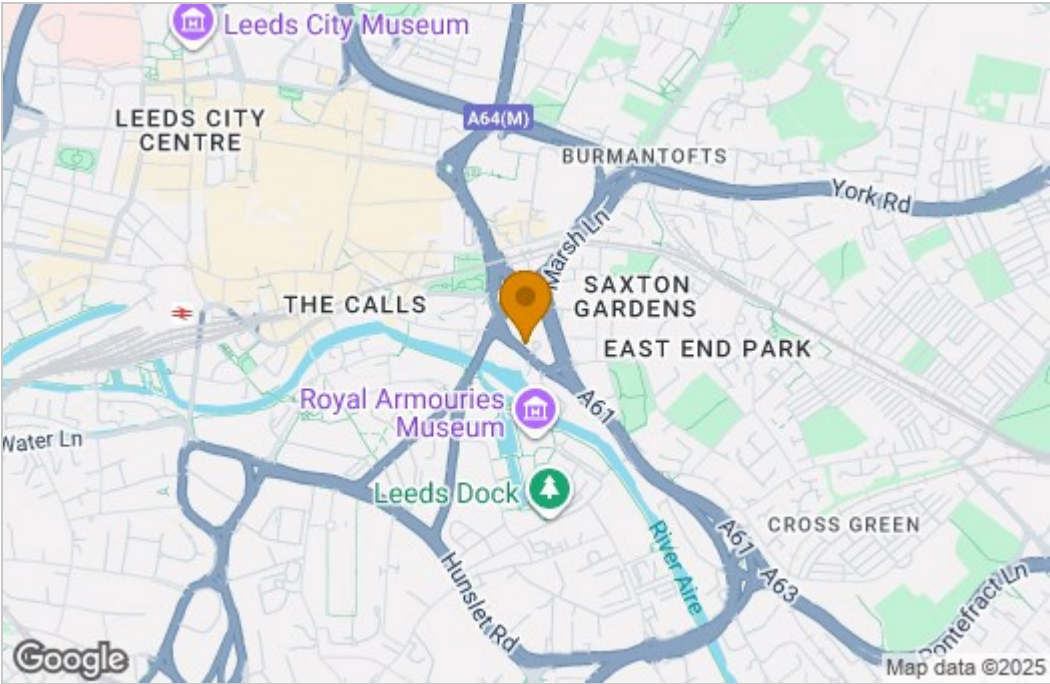 Leeds City Museum
LEEDS CITY
CENTRE
A64(M)
BURMANTOFTS
York Rd
Marsh Ln
SAXTON
GARDENS
THE CALLS
EAST END PARK
Royal Armouries
Museum
A61
Water Ln
Leeds Dock
CROSS GREEN
A61
A63
River Aire
Hunslet Rd
Pontefract Ln
Google
Map data ©2025